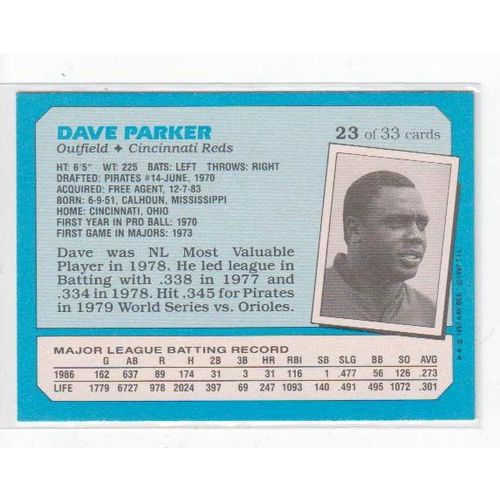 DAVE PARKER
23 of 33 cards
Outfield ✦ Cincinnati Reds
HT: 6'5" WT: 225 BATS: LEFT THROWS: RIGHT
DRAFTED: PIRATES #14-JUNE, 1970
ACQUIRED: FREE AGENT, 12-7-83
BORN: 6-9-51, CALHOUN, MISSISSIPPI
HOME: CINCINNATI, OHIO
FIRST YEAR IN PRO BALL: 1970
FIRST GAME IN MAJORS: 1973
Dave was NL Most Valuable
Player in 1978. He led league in
Batting with .338 in 1977 and
.334 in 1978. Hit .345 for Pirates
in 1979 World Series vs. Orioles.
MAJOR LEAGUE BATTING RECORD
G AB R H 2B 3B HR RBI SB SLG BB SO AVG
1986 162 637 89 174 31 3 31 116 1 .477 56 126 .273
LIFE 1779 6727 978 2024 397 69 247 1093 140 .491 495 1072 .301